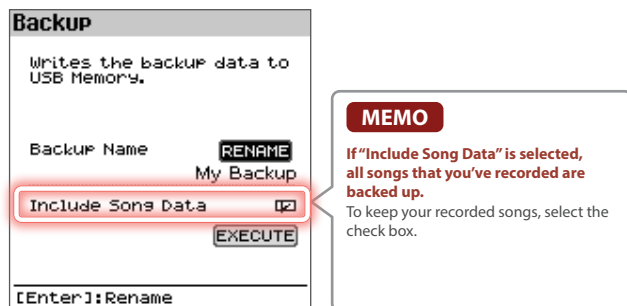 Backup
Writes the backup data to
USB Memory.
Backup Name
RENAME
My Backup
Include Song Data
EXECUTE
[Enter]:Rename
MEMO
If “Include Song Data” is selected,
all songs that you’ve recorded are
backed up.
To keep your recorded songs, select the
check box.